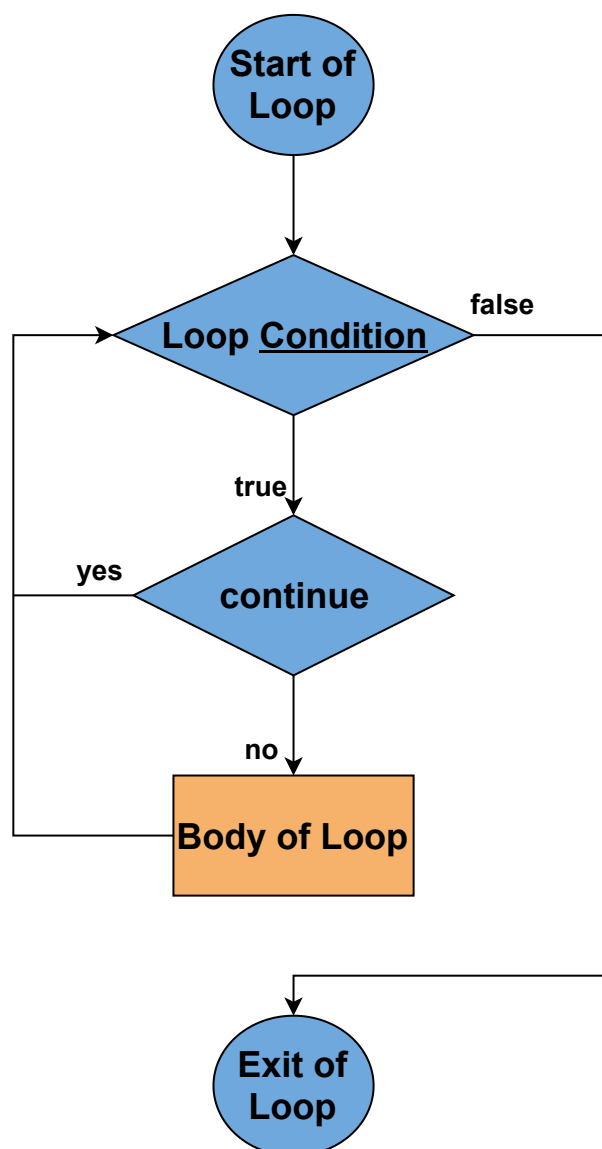 Start of
Loop
false
Loop Condition
true
yes
continue
no
Body of Loop
Exit of
Loop